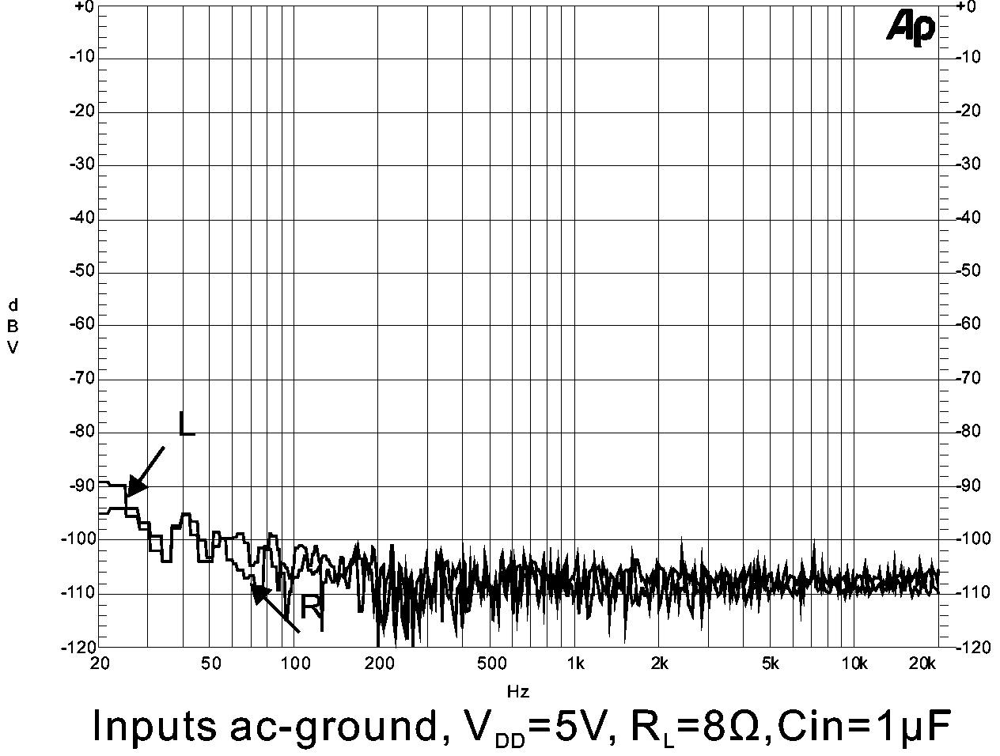 +0 +0
Ap
-10 -10
-20 -20
-30 -30
-40 -40
-50 -50
d
B
V
-60 -60
-70 -70
L
-80 -80
-90 -90
-100 -100
-110 -110
R
-120 -120
20 50 100 200 500 1k 2k 5k 10k 20k
Hz
Inputs ac-ground, VDD=5V, RL=8Ω,Cin=1µF